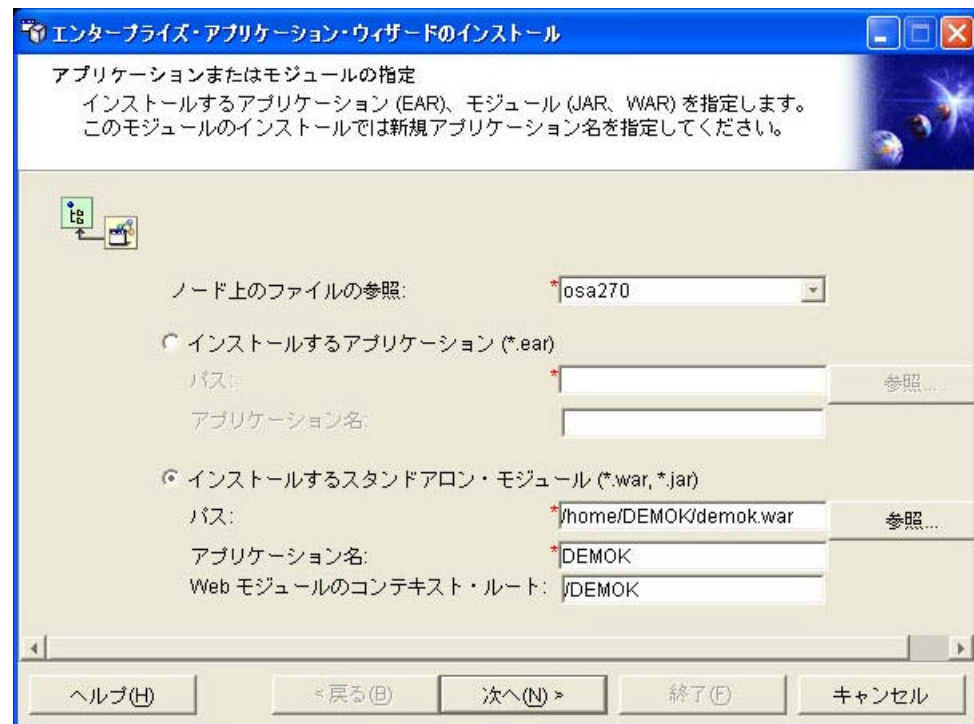 エンタープライズ・アプリケーション・ウィザードのインストール
アプリケーションまたはモジュールの指定
インストールするアプリケーション (EAR)、モジュール (JAR、WAR) を指定します。
このモジュールのインストールでは新規アプリケーション名を指定してください。
ノード上のファイルの参照: *osa270
インストールするアプリケーション (*.ear)
パス: * 参照...
アプリケーション名:
インストールするスタンドアロン・モジュール (*.war, *.jar)
パス: */home/DEMOK/demok.war 参照...
アプリケーション名: *DEMOK
Web モジュールのコンテキスト・ルート: /DEMOK
ヘルプ(H) <戻る(B) 次へ(N) > 終了(F) キャンセル